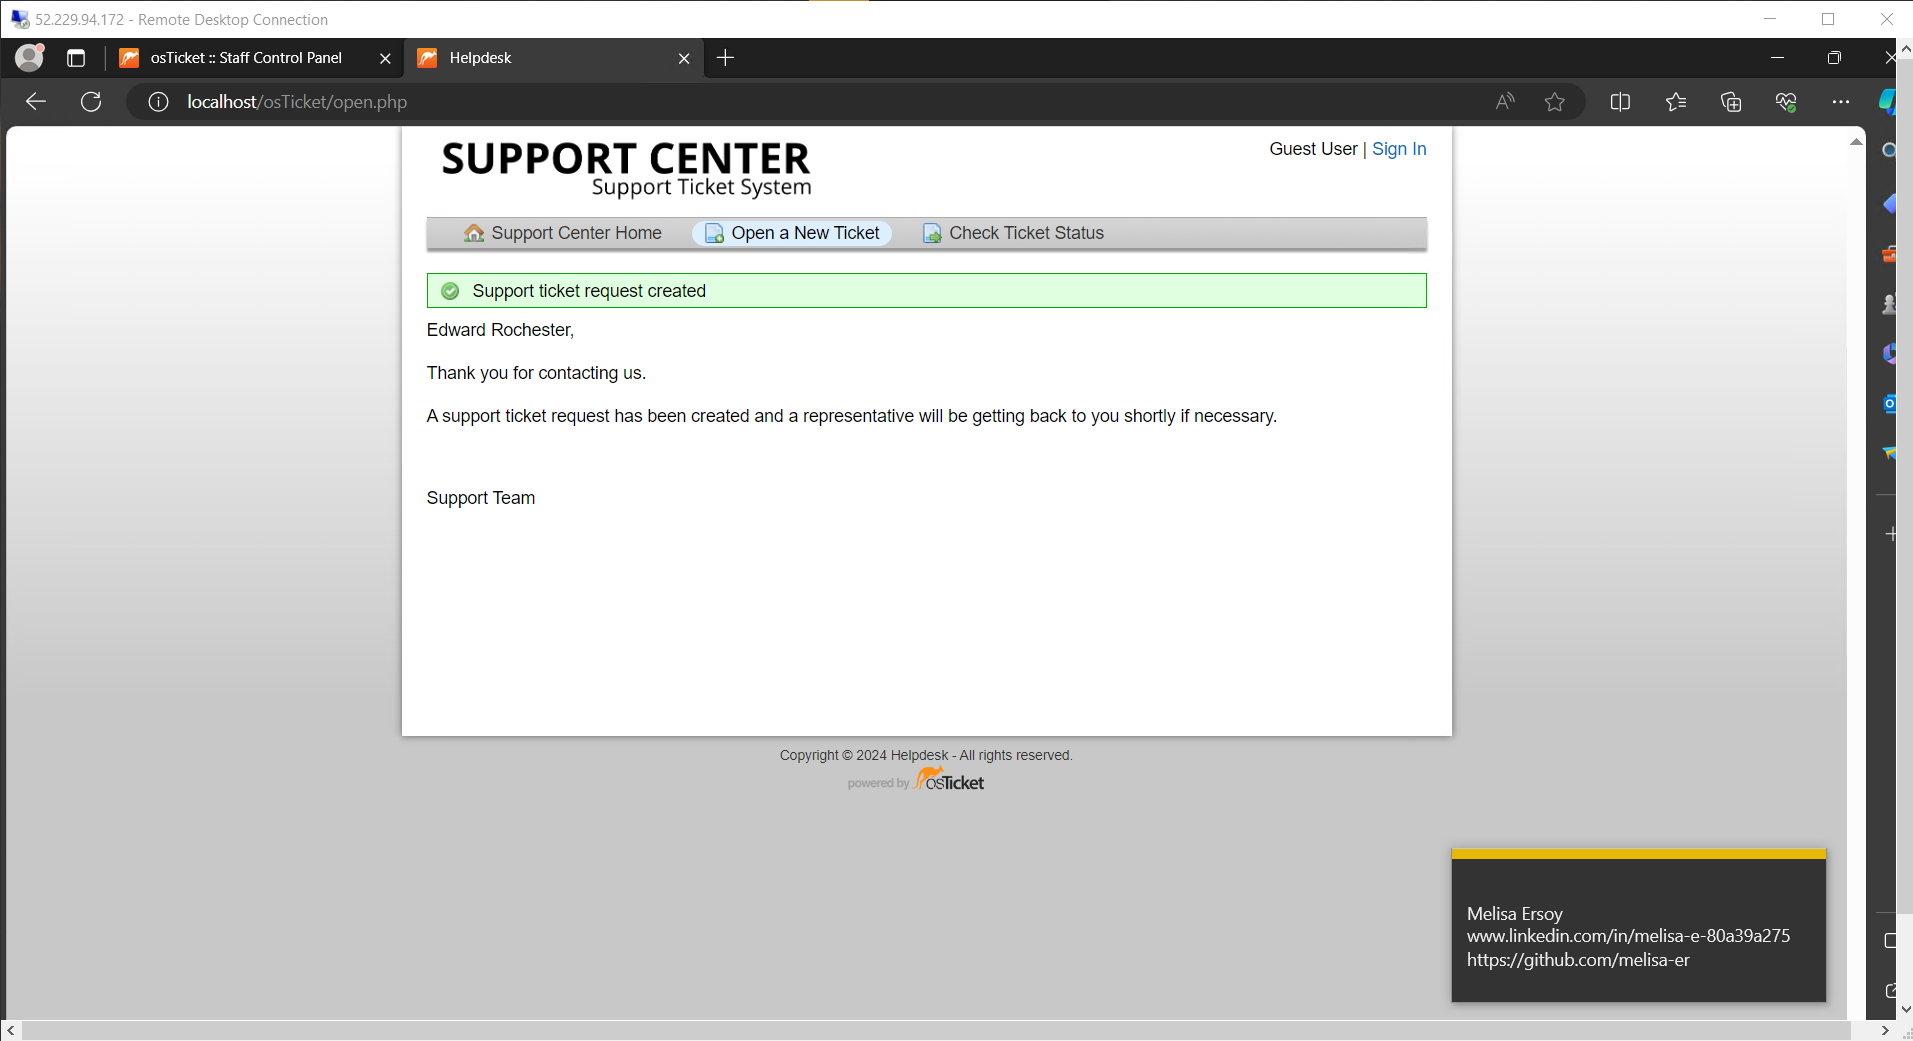 52.229.94.172 - Remote Desktop Connection
osTicket :: Staff Control Panel
Helpdesk
localhost/osTicket/open.php
SUPPORT CENTER
Support Ticket System
Guest User | Sign In
Support Center Home
Open a New Ticket
Check Ticket Status
Support ticket request created
Edward Rochester,
Thank you for contacting us.
A support ticket request has been created and a representative will be getting back to you shortly if necessary.
Support Team
Copyright © 2024 Helpdesk - All rights reserved.
powered by osTicket
Melisa Ersoy
www.linkedin.com/in/melisa-e-80a39a275
https://github.com/melisa-er